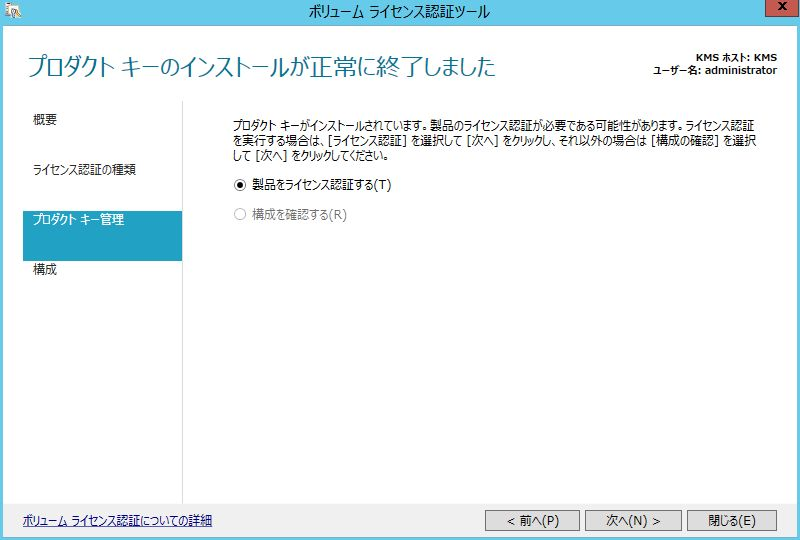 ボリューム ライセンス認証ツール
X
プロダクト キーのインストールが正常に終了しました
KMS ホスト: KMS
ユーザー名: administrator
概要
ライセンス認証の種類
プロダクト キー管理
構成
プロダクト キーがインストールされています。製品のライセンス認証が必要である可能性があります。ライセンス認証
を実行する場合は、[ライセンス認証] を選択して [次へ] をクリックし、それ以外の場合は [構成の確認] を選択
して [次へ] をクリックしてください。
製品をライセンス認証する(T)
構成を確認する(R)
ボリューム ライセンス認証についての詳細
< 前へ(P)
次へ(N) >
閉じる(E)